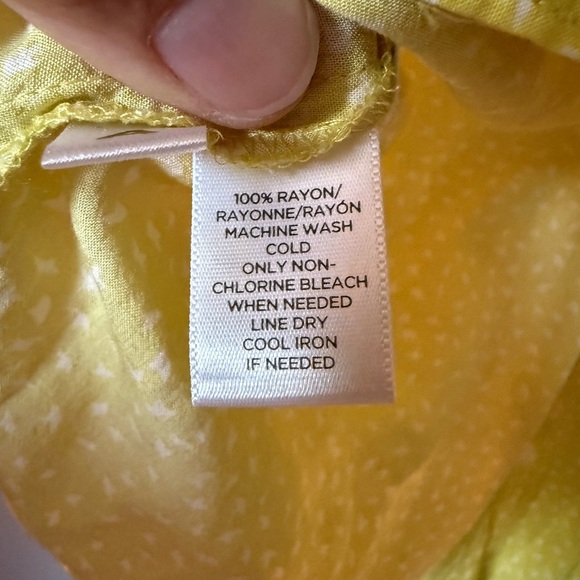 100% RAYON/
RAYONNE/RAYÓN
MACHINE WASH
COLD
ONLY NON-
CHLORINE BLEACH
WHEN NEEDED
LINE DRY
COOL IRON
IF NEEDED